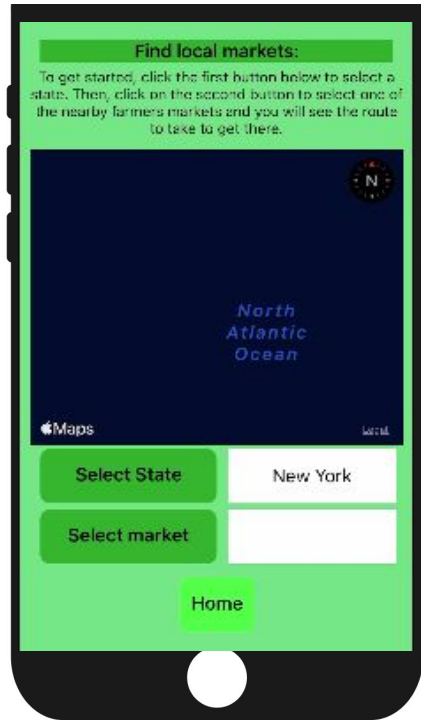 Find local markets:
To get started, click the first button below to select a
state. Then, click on the second button to select one of
the nearby farmers markets and you will see the route
to take to get there.
N
North
Atlantic
Ocean
Maps
Legal
Select State
New York
Select market
Home